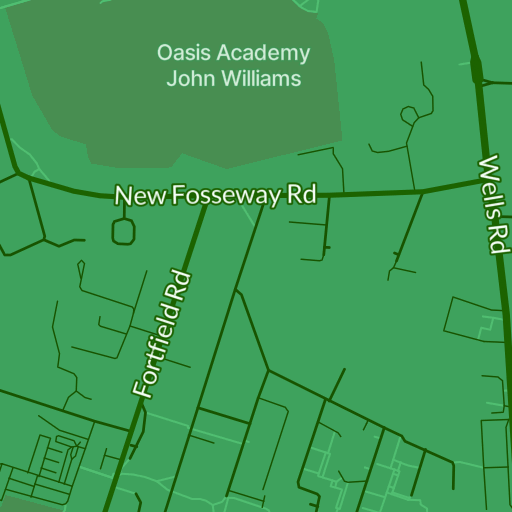 Oasis Academy
John Williams
New Fosseway Rd
Wells Rd
Fortfield Rd